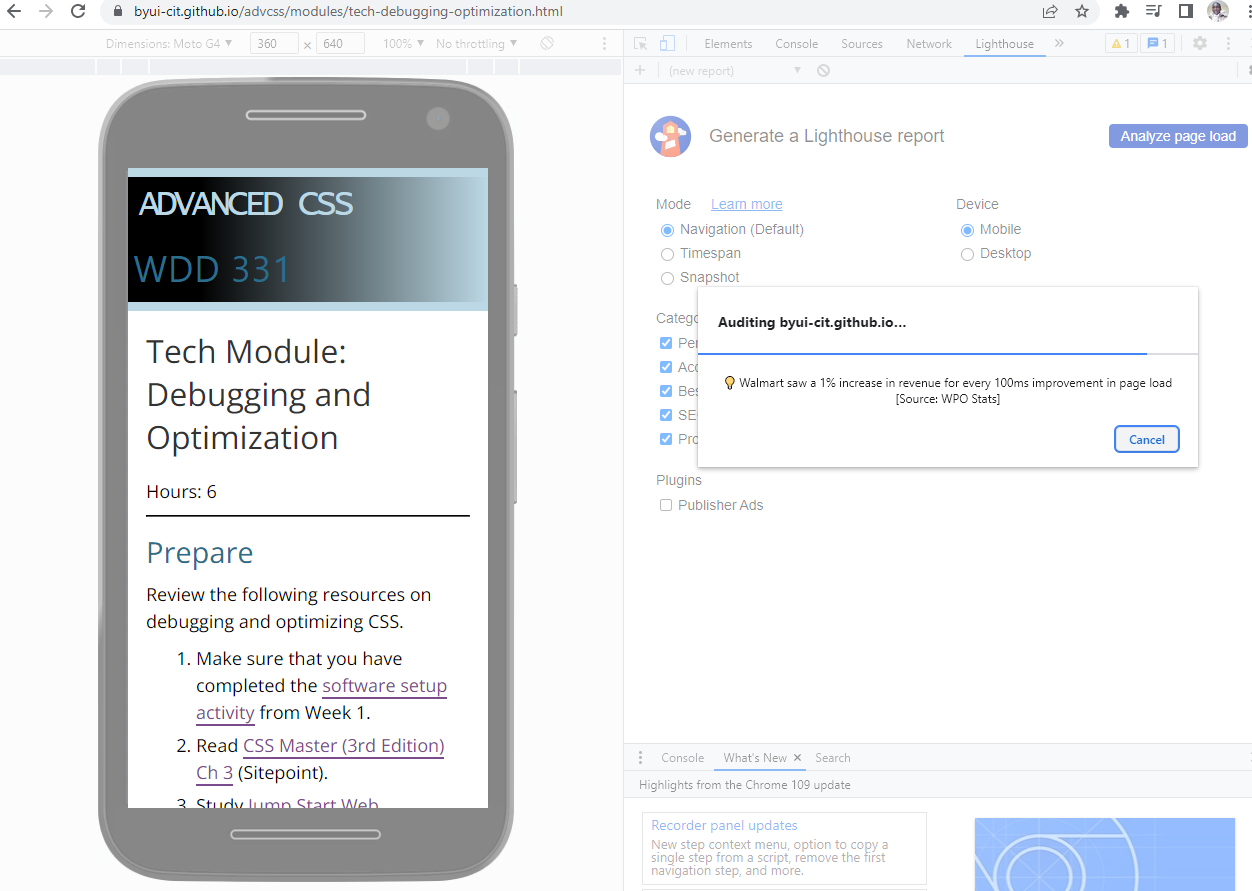 byui-cit.github.io/advcss/modules/tech-debugging-optimization.html
Dimensions: Moto G4 ▼ 360 × 640 100% ▼ No throttling ▼
Elements Console Sources Network Lighthouse » 1 1
+ (new report) ▼
ADVANCED CSS
WDD 331
Tech Module:
Debugging and
Optimization
Hours: 6
Prepare
Review the following resources on
debugging and optimizing CSS.
1. Make sure that you have
completed the software setup
activity from Week 1.
2. Read CSS Master (3rd Edition)
Ch 3 (Sitepoint).
3. Study Jump Start Web
Generate a Lighthouse report
Analyze page load
Mode Learn more
Navigation (Default)
Timespan
Snapshot
Device
Mobile
Desktop
Catego
Per
Acc
Bes
SE
Pro
Auditing byui-cit.github.io...
Walmart saw a 1% increase in revenue for every 100ms improvement in page load
[Source: WPO Stats]
Cancel
Plugins
Publisher Ads
Console What's New × Search
Highlights from the Chrome 109 update
Recorder panel updates
New step context menu, option to copy a
single step from a script, remove the first
navigation step, and more.